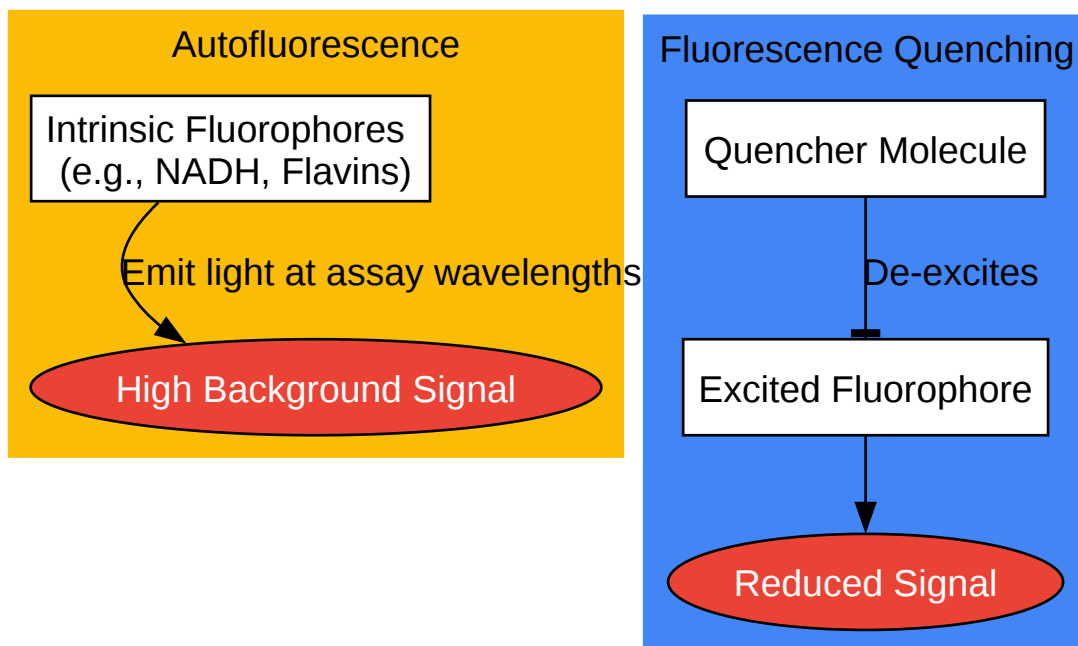 Autofluorescence
Intrinsic Fluorophores
(e.g., NADH, Flavins)
Emit light at assay wavelengths
High Background Signal
Fluorescence Quenching
Quencher Molecule
De-excites
Excited Fluorophore
Reduced Signal